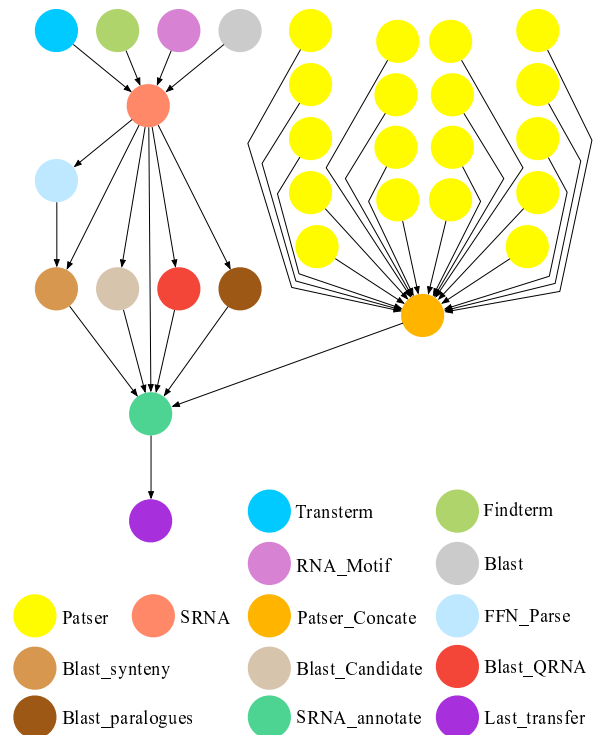 Transterm
Findterm
RNA_Motif
Blast
Patser
SRNA
Patser_Concate
FFN_Parse
Blast_synteny
Blast_Candidate
Blast_QRNA
Blast_paralogues
SRNA_annotate
Last_transfer